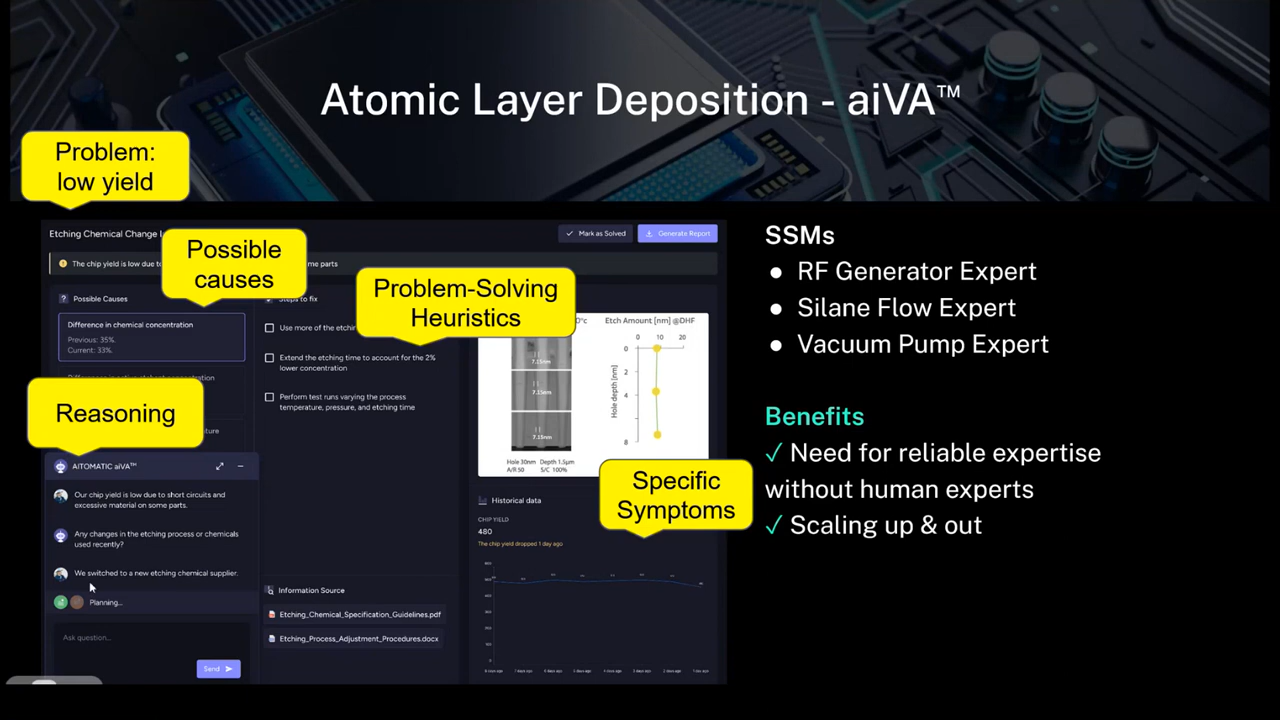 Atomic Layer Deposition - aiVA™
Problem:
low yield
Etching Chemical Change
Mark as Solved
Generate Report
Possible
causes
The chip yield is low due to
me parts
Problem-Solving
Heuristics
Possible Causes
Steps to fix
Difference in chemical concentration
Previous: 35%.
Current: 33%.
Use more of the etching
Extend the etching time to account for the 2%
lower concentration
Perform test runs varying the process
temperature, pressure, and etching time
Reasoning
Etch Amount [nm] @DHF
0 10 20
Hole depth [nm]
0
2
4
8
7.15nm
7.15nm
7.15nm
Hole 30nm Depth 1.5μm
A/R 50 S/C 100%
AITOMATIC aiVA™
Our chip yield is low due to short circuits and
excessive material on some parts.
Any changes in the etching process or chemicals
used recently?
We switched to a new etching chemical supplier.
Planning...
Ask question...
Send
Information Source
Etching_Chemical_Specification_Guidelines.pdf
Etching_Process_Adjustment_Procedures.docx
Specific
Symptoms
Historical data
CHIP YIELD
480
The chip yield dropped 1 day ago
SSMs
● RF Generator Expert
● Silane Flow Expert
● Vacuum Pump Expert
Benefits
✓ Need for reliable expertise
without human experts
✓ Scaling up & out